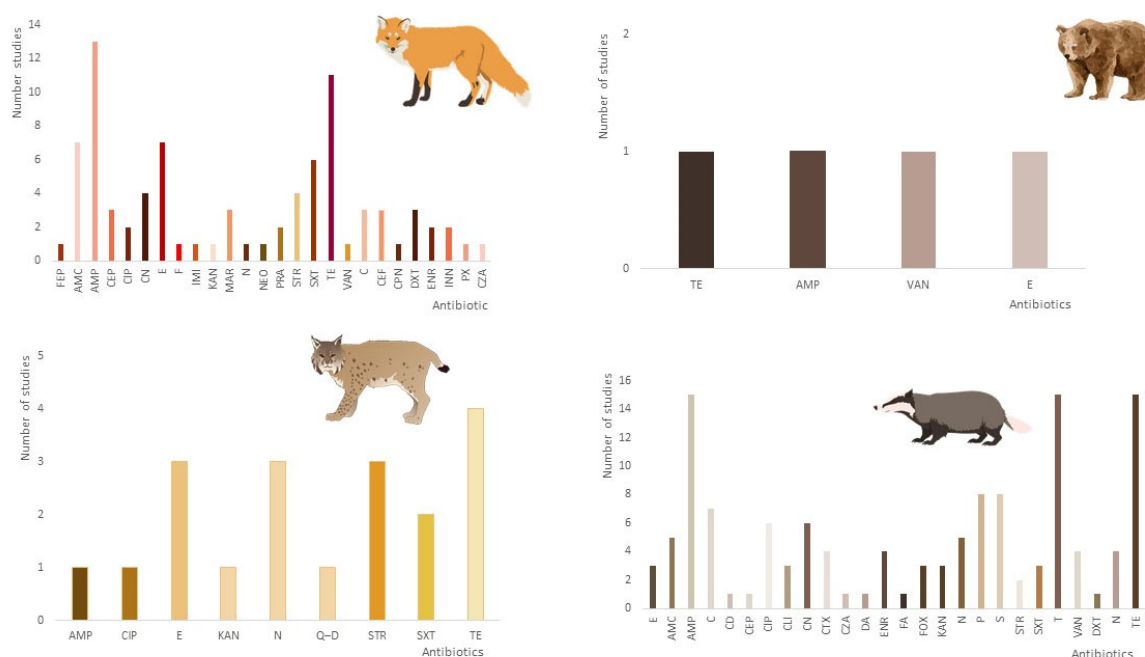 Number of studies
14
12
10
8
6
4
2
0
FEP AMC AMP CEP CIP CN E F IMI KAN MAR N NEO PRA STR SXT TE VAN C CEF CPN DXT ENR INN PX CZA
Antibiotic
Number of studies
2
1
0
TE AMP VAN E
Antibiotics
Number of studies
5
4
3
2
1
0
AMP CIP E KAN N Q–D STR SXT TE
Antibiotics
Number of studies
16
14
12
10
8
6
4
2
0
E AMC AMP C CD CEP CIP CLI CN CTX CZA DA ENR FA FOX KAN N P S STR SXT T VAN DXT N TE
Antibiotics